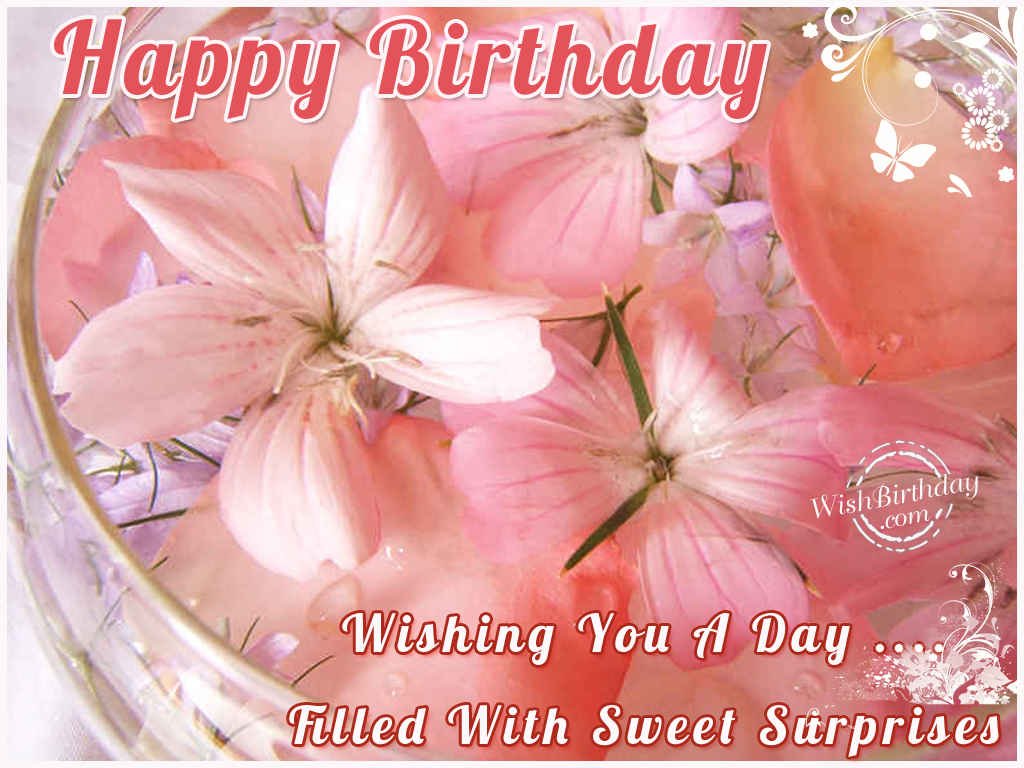 Happy Birthday
WishBirthday
.com
Wishing You A Day ....
Filled With Sweet Surprises